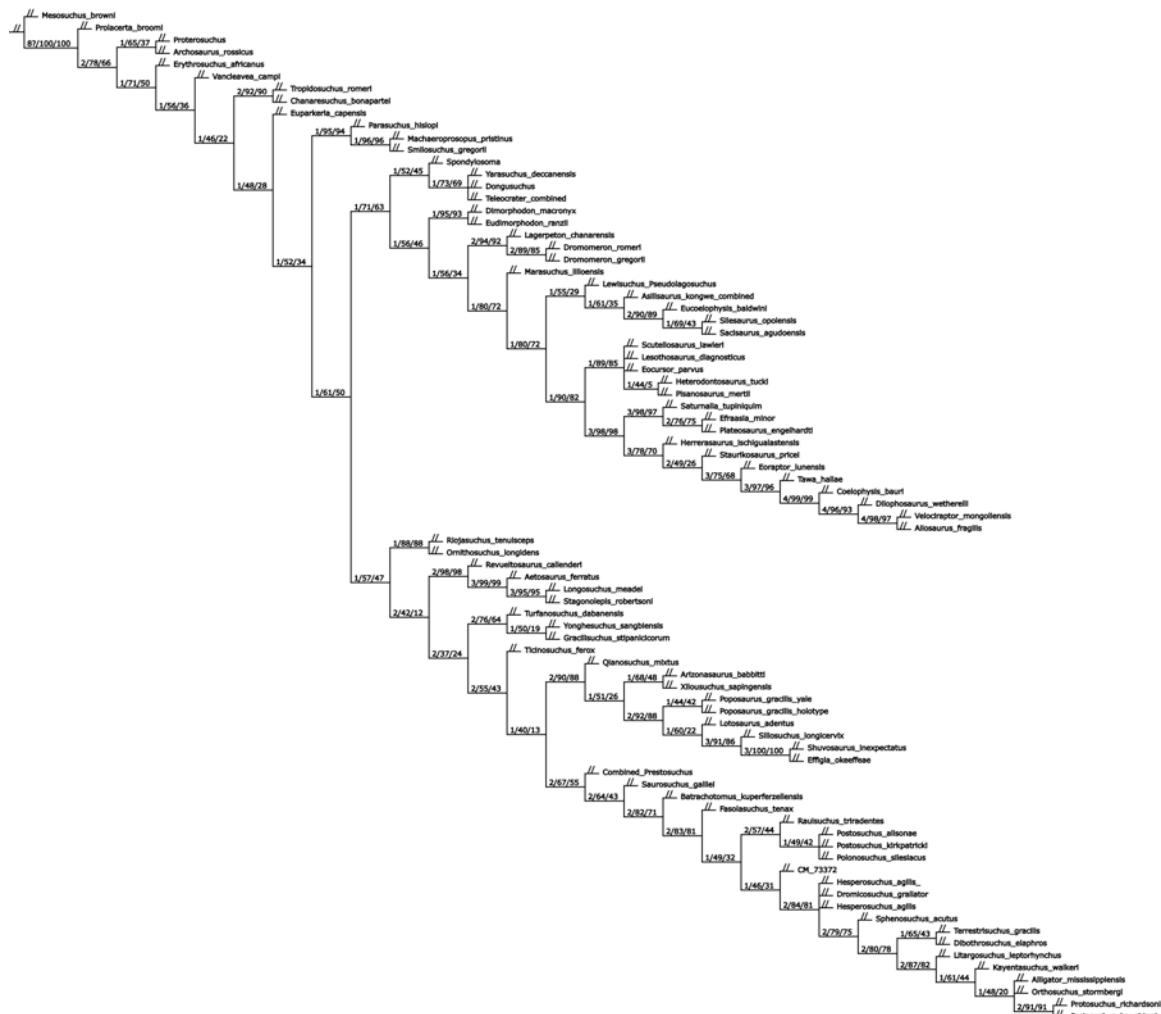 Mesosuchus_browni
87/100/100
Prolacerta_broomi
2/78/66
1/65/37
Proterosuchus
Archosaurus_rossicus
1/71/50
Erythrosuchus_africanus
1/56/36
Vancleavea_campi
1/46/22
2/92/90
Tropidosuchus_romeri
Chanaresuchus_bonapartei
1/48/28
Euparkeria_capensis
1/52/34
1/95/94
Parasuchus_hislopi
1/96/96
Machaeroprosopus_pristinus
Smilosuchus_gregorii
1/61/50
1/71/63
1/52/45
Spondylosoma
1/73/69
Yarasuchus_deccanensis
Dongusuchus
Teleocrater_combined
1/56/46
1/95/93
Dimorphodon_macronyx
Eudimorphodon_ranzii
1/56/34
2/94/92
Lagerpeton_chanarensis
2/89/85
Dromomeron_romeri
Dromomeron_gregorii
1/80/72
Marasuchus_lilloensis
1/80/72
1/55/29
Lewisuchus_Pseudolagosuchus
1/61/35
Asilisaurus_kongwe_combined
2/90/89
Eucoelophysis_baldwini
1/69/43
Silesaurus_opolensis
Sacisaurus_agudoensis
1/90/82
1/89/85
Scutellosaurus_lawleri
Lesothosaurus_diagnosticus
Eocursor_parvus
1/44/5
Heterodontosaurus_tucki
Pisanosaurus_mertii
3/98/98
3/98/97
Saturnalia_tupiniquim
2/76/75
Efraasia_minor
Plateosaurus_engelhardti
3/78/70
Herrerasaurus_ischigualastensis
2/49/26
Staurikosaurus_pricei
3/75/68
Eoraptor_lunensis
3/97/96
Tawa_hallae
4/99/99
Coelophysis_bauri
4/96/93
Dilophosaurus_wetherelli
4/98/97
Velociraptor_mongoliensis
Allosaurus_fragilis
1/57/47
1/88/88
Riojasuchus_tenuisceps
Ornithosuchus_longidens
2/42/12
2/98/98
Revueltosaurus_callenderi
3/99/99
Aetosaurus_ferratus
3/95/95
Longosuchus_meadei
Stagonolepis_robertsoni
2/37/24
2/76/64
Turfanosuchus_dabanensis
1/50/19
Yonghesuchus_sangbiensis
Gracilisuchus_stipanicicorum
2/55/43
Ticinosuchus_ferox
1/40/13
2/90/88
Qianosuchus_mixtus
1/51/26
1/68/48
Arizonasaurus_babbitti
Xilousuchus_sapingensis
2/92/88
1/44/42
Poposaurus_gracilis_yale
Poposaurus_gracilis_holotype
1/60/22
Lotosaurus_adentus
3/91/86
Sillosuchus_longicervix
3/100/100
Shuvosaurus_inexpectatus
Effigia_okeeffeae
2/67/55
Combined_Prestosuchus
2/64/43
Saurosuchus_galilei
2/82/71
Batrachotomus_kuperferzellensis
2/83/81
Fasolasuchus_tenax
1/49/32
2/57/44
Rauisuchus_triradentes
1/49/42
Postosuchus_alisonae
Postosuchus_kirkpatricki
Polonosuchus_silesiacus
1/46/31
CM_73372
2/84/81
Hesperosuchus_agilis_
Dromicosuchus_grallator
Hesperosuchus_agilis
2/79/75
Sphenosuchus_acutus
2/80/78
1/65/43
Terrestrisuchus_gracilis
Dibothrosuchus_elaphros
2/87/82
Litargosuchus_leptorhynchus
1/61/44
Kayentasuchus_walkeri
1/48/20
Alligator_mississippiensis
Orthosuchus_stormbergi
2/91/91
Protosuchus_richardsoni